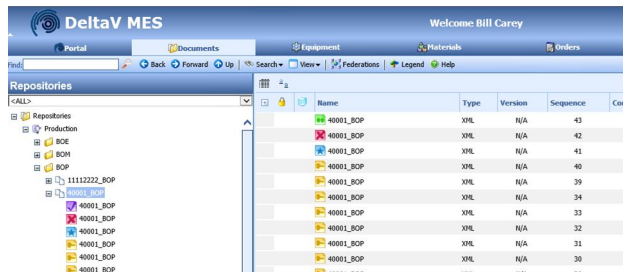 DeltaV MES
Welcome Bill Carey
Portal Documents Equipment Materials Orders
Find: Back Forward Up Search View Federations Legend Help
Repositories
<ALL>
Repositories
Production
BOE
BOM
BOP
11112222_BOP
40001_BOP
40001_BOP
40001_BOP
40001_BOP
40001_BOP
40001_BOP
40001_BOP
Name Type Version Sequence
40001_BOP XML N/A 43
40001_BOP XML N/A 42
40001_BOP XML N/A 41
40001_BOP XML N/A 40
40001_BOP XML N/A 39
40001_BOP XML N/A 34
40001_BOP XML N/A 33
40001_BOP XML N/A 32
40001_BOP XML N/A 31
40001_BOP XML N/A 30